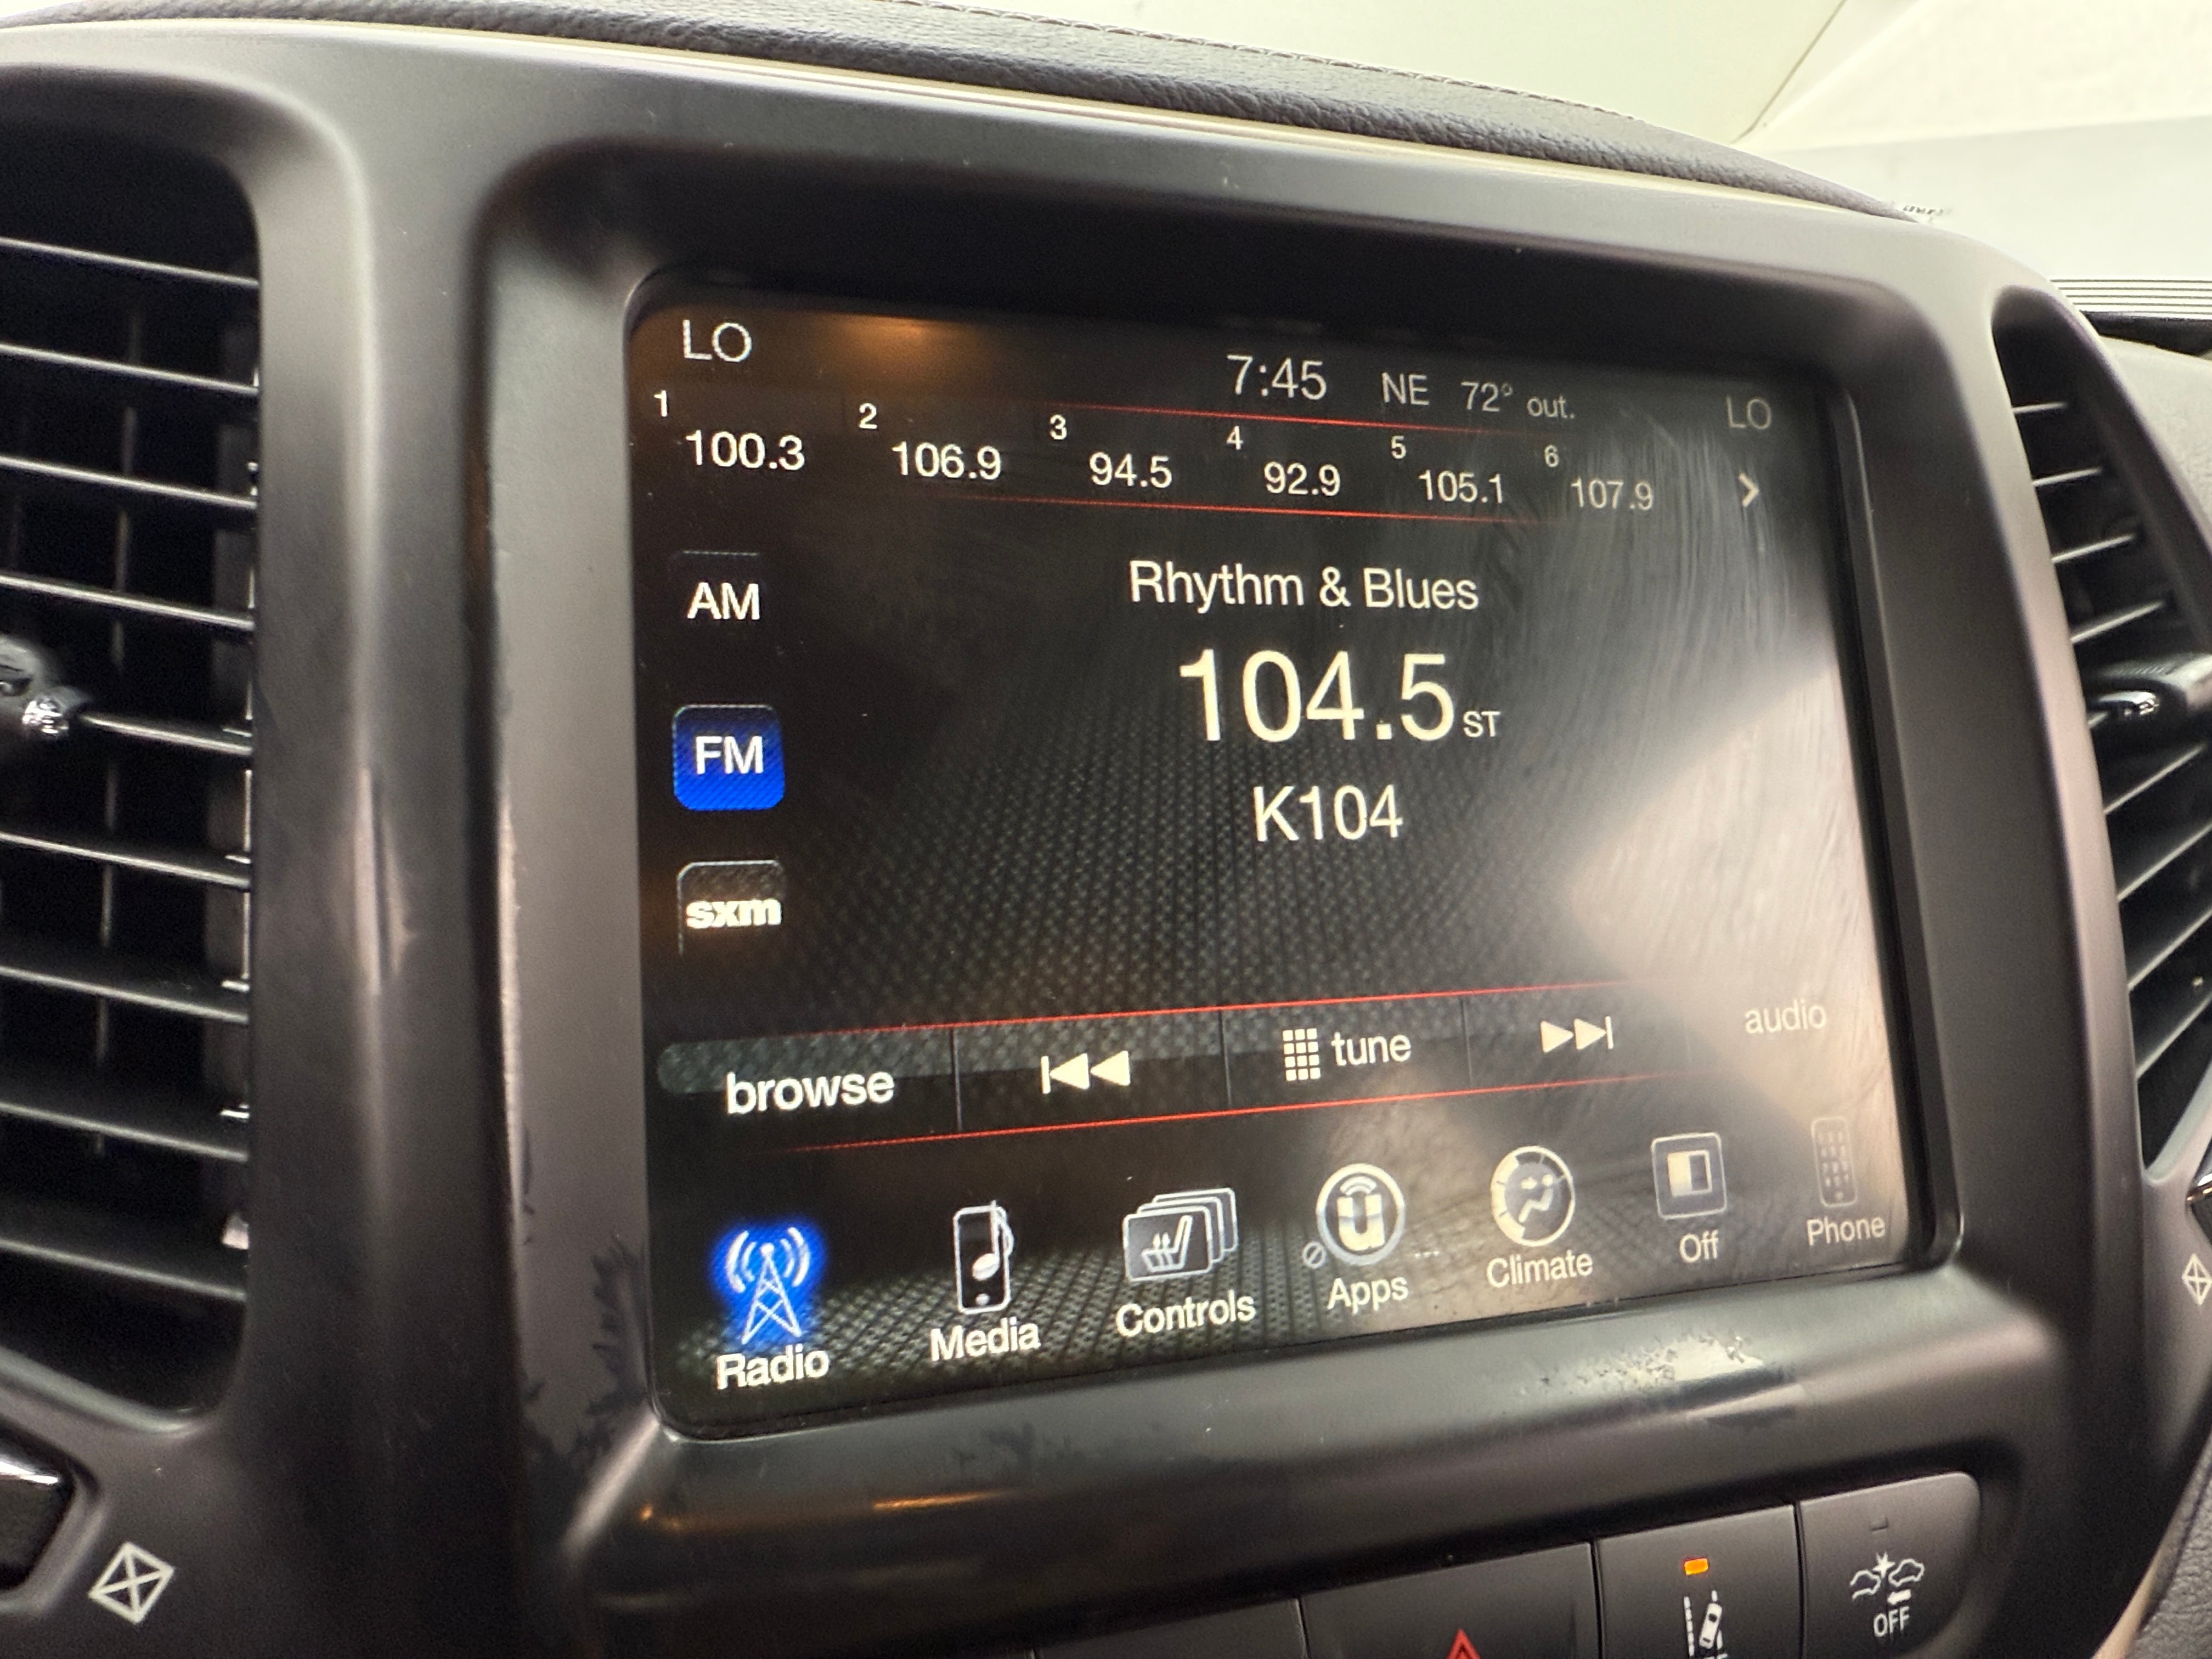 LO 7:45 NE 72° out. LO
1 100.3 2 106.9 3 94.5 4 92.9 5 105.1 6 107.9
AM
Rhythm & Blues
104.5 ST
FM
K104
sxm
browse tune audio
Radio Media Controls Apps Climate Off Phone
OFF